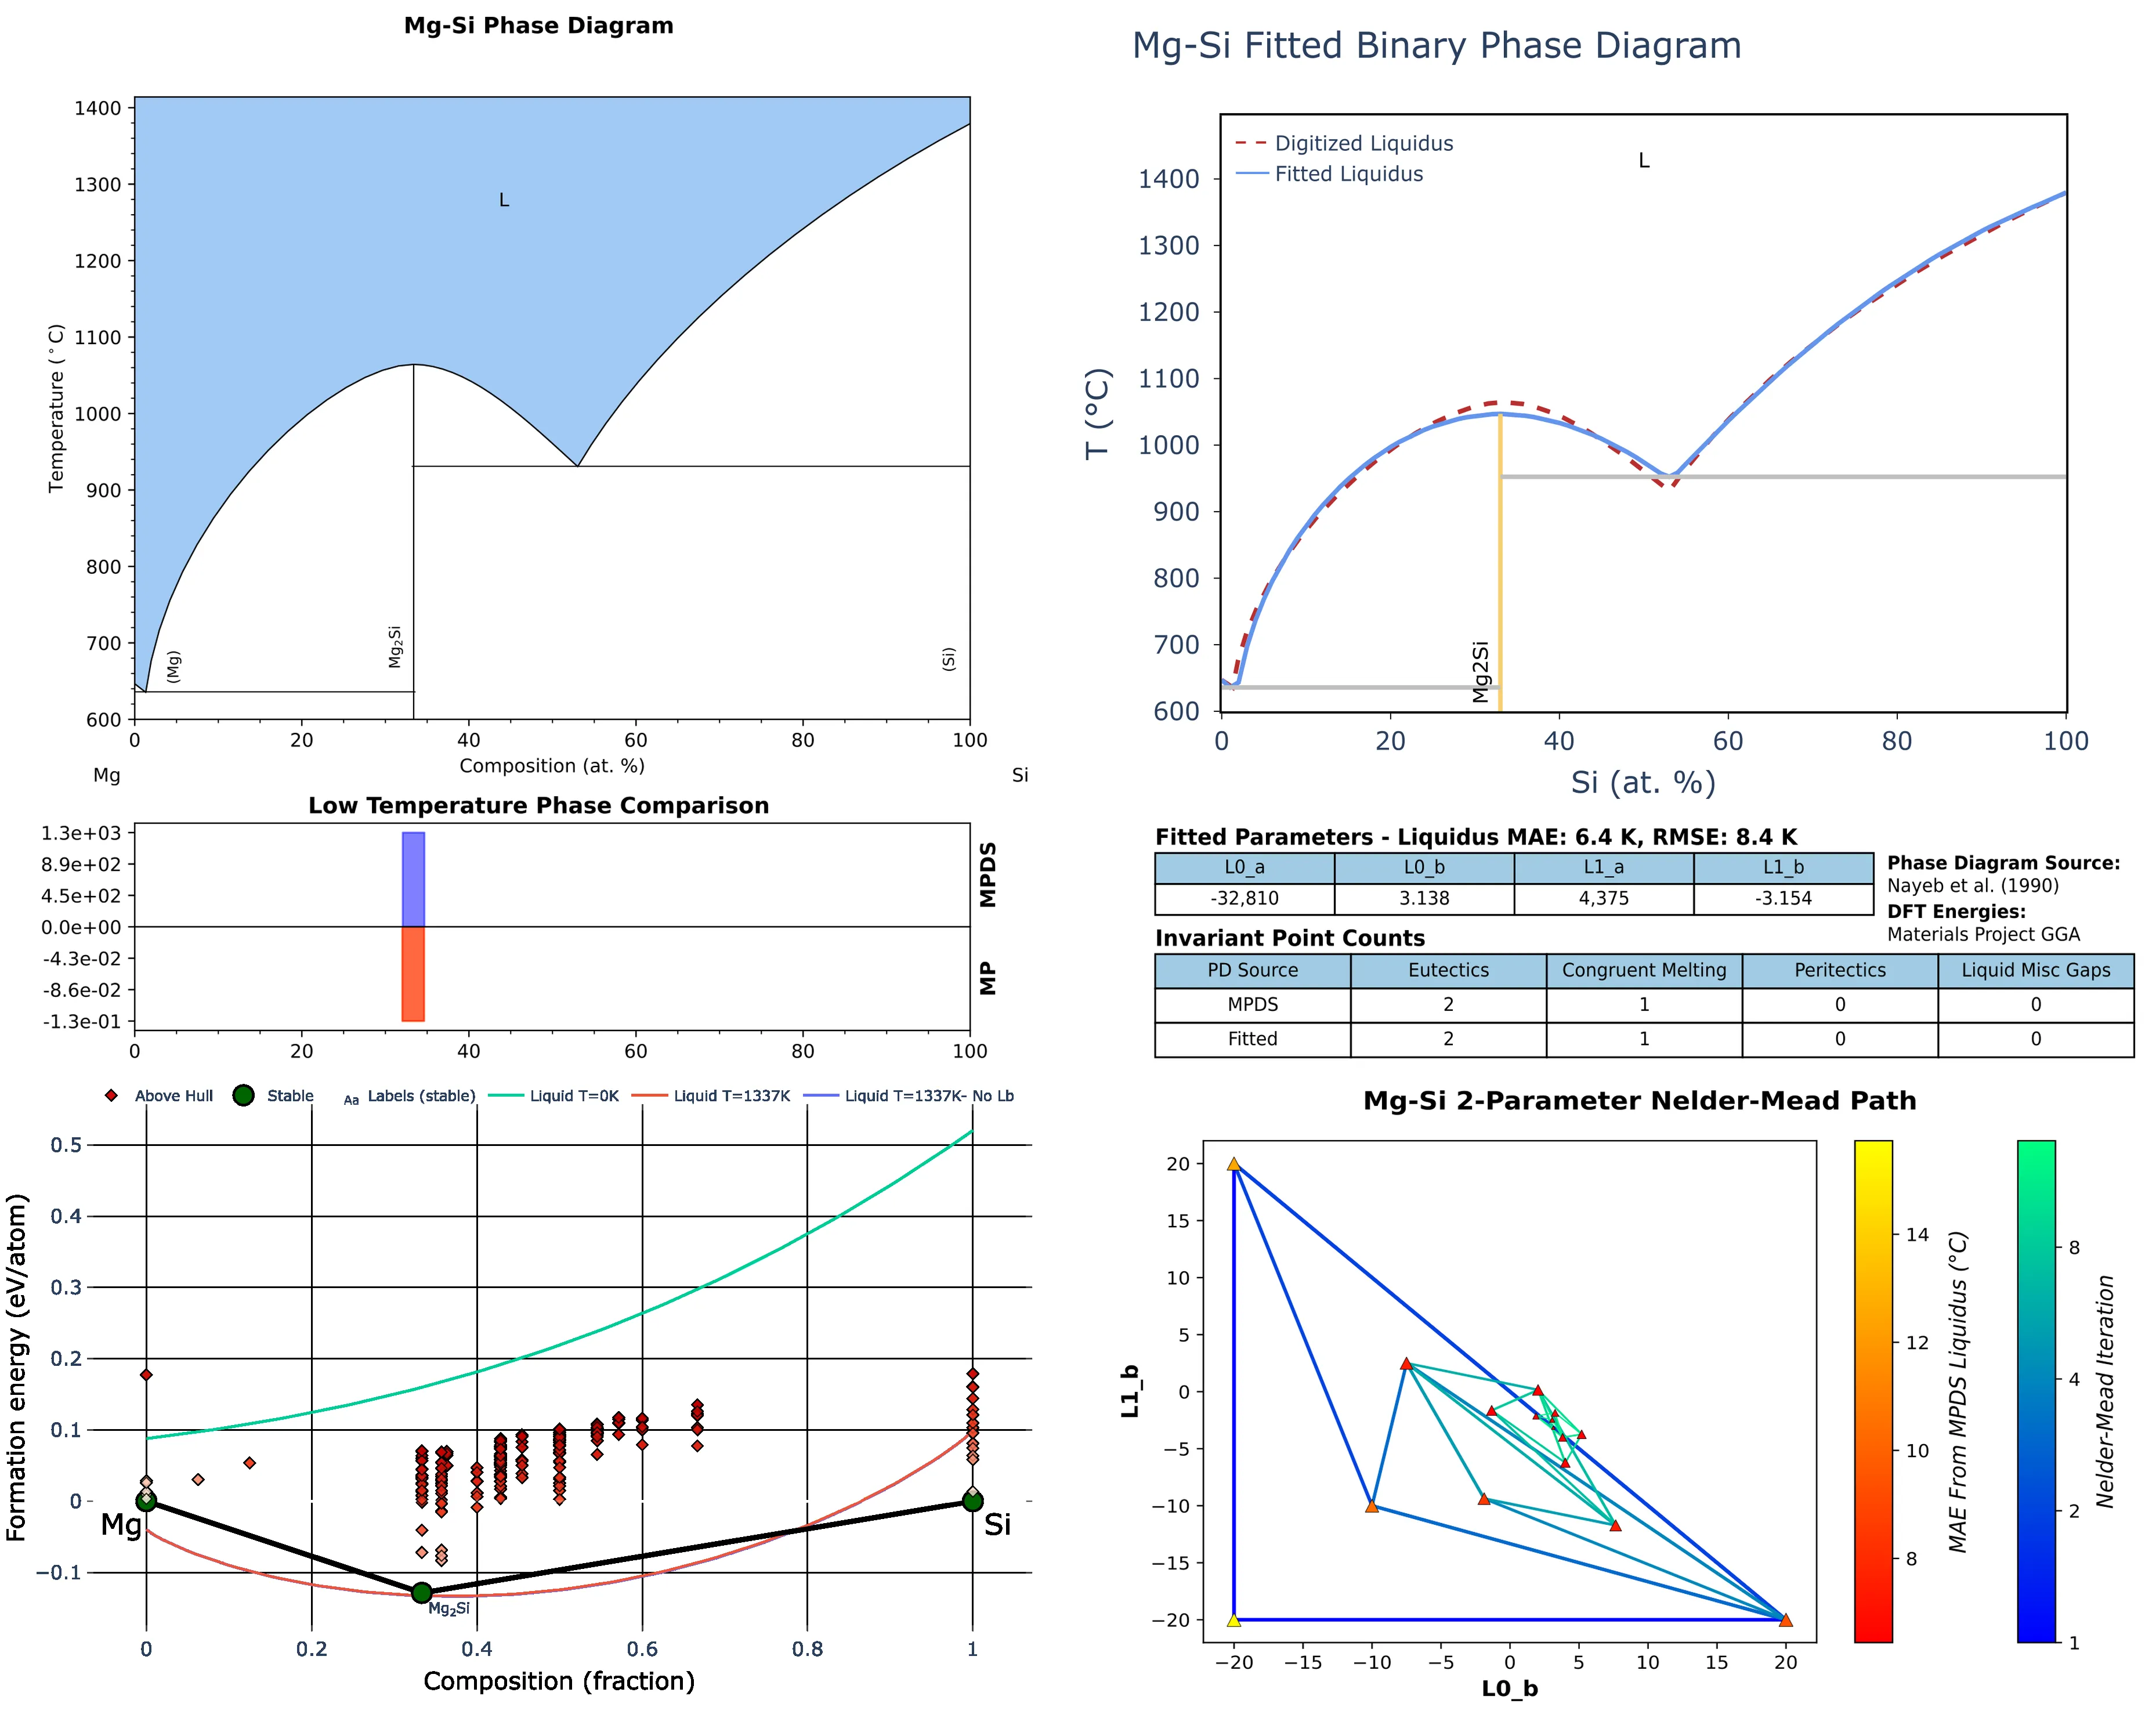 Mg-Si Phase Diagram
1400
1300
1200
1100
1000
900
800
700
600
Temperature (°C)
L
(Mg)
Mg2Si
(Si)
0 20 40 60 80 100
Composition (at. %)
Mg Si
Low Temperature Phase Comparison
1.3e+03
8.9e+02
4.5e+02
0.0e+00
-4.3e-02
-8.6e-02
-1.3e-01
MPDS
MP
0 20 40 60 80 100
Above Hull Stable Aa Labels (stable) Liquid T=0K Liquid T=1337K Liquid T=1337K- No Lb
0.5
0.4
0.3
0.2
0.1
0
−0.1
Formation energy (eV/atom)
Mg
Si
Mg2Si
0 0.2 0.4 0.6 0.8 1
Composition (fraction)
Mg-Si Fitted Binary Phase Diagram
Digitized Liquidus
Fitted Liquidus
L
1400
1300
1200
1100
1000
900
800
700
600
T (°C)
Mg2Si
0 20 40 60 80 100
Si (at. %)
Fitted Parameters - Liquidus MAE: 6.4 K, RMSE: 8.4 K
L0_a L0_b L1_a L1_b
-32,810 3.138 4,375 -3.154
Phase Diagram Source:
Nayeb et al. (1990)
DFT Energies:
Materials Project GGA
Invariant Point Counts
PD Source Eutectics Congruent Melting Peritectics Liquid Misc Gaps
MPDS 2 1 0 0
Fitted 2 1 0 0
Mg-Si 2-Parameter Nelder-Mead Path
20
15
10
5
0
−5
−10
−15
−20
L1_b
−20 −15 −10 −5 0 5 10 15 20
L0_b
14
12
10
8
MAE From MPDS Liquidus (°C)
8
4
2
1
Nelder-Mead Iteration